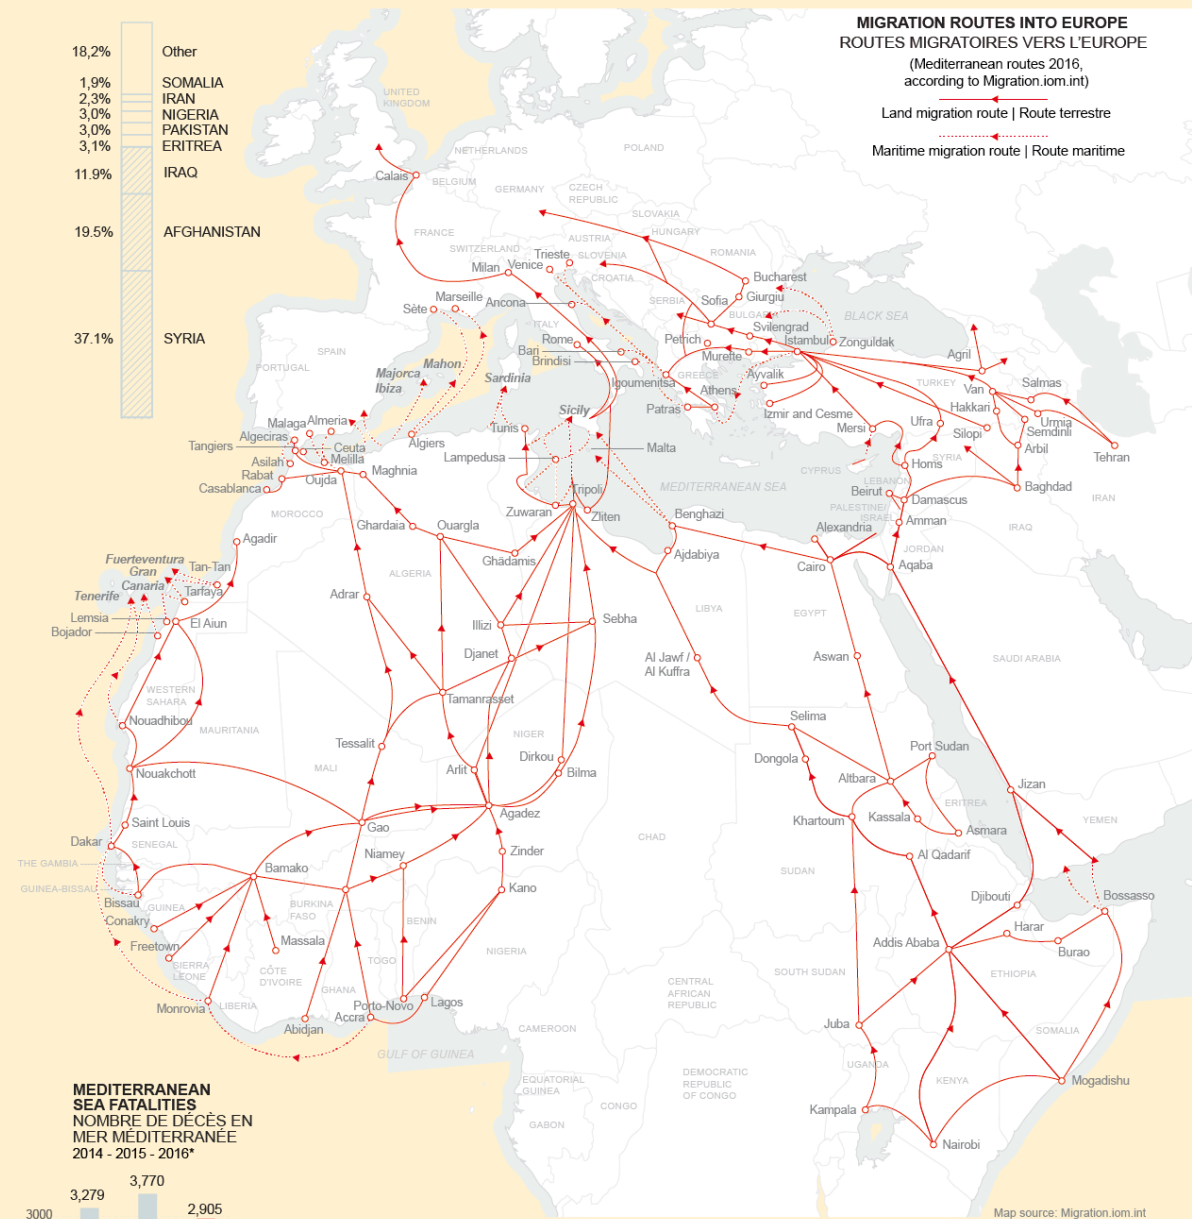 MIGRATION ROUTES INTO EUROPE
ROUTES MIGRATOIRES VERS L'EUROPE
(Mediterranean routes 2016,
according to Migration.iom.int)
Land migration route | Route terrestre
Maritime migration route | Route maritime
18,2% Other
1,9% SOMALIA
2,3% IRAN
3,0% NIGERIA
3,0% PAKISTAN
3,1% ERITREA
11.9% IRAQ
19.5% AFGHANISTAN
37.1% SYRIA
UNITED
KINGDOM
NETHERLANDS
POLAND
Calais
BELGIUM
GERMANY
CZECH
REPUBLIC
SLOVAKIA
FRANCE
HUNGARY
AUSTRIA
SWITZERLAND
Trieste
SLOVENIA
ROMANIA
Milan
Venice
CROATIA
Bucharest
Marseille
Ancona
SERBIA
Sofia
Giurgiu
Sète
BULGA
BLACK SEA
ITALY
Svilengrad
Rome
Petrich
Istambul
Zonguldak
SPAIN
Bari
Murette
Agril
Mahon
Brindisi
PORTUGAL
Majorca
Ibiza
Sardinia
Igoumenitsa
GREECE
Ayvalik
TURKEY
Van
Salmas
Athens
Hakkari
Patras
Izmir and Cesme
Urmia
Sicily
Malaga
Almeria
Mersi
Ufra
Silopi
Semdinli
Algeciras
Tunis
Tangiers
Ceuta
Algiers
Malta
Arbil
Asilah
Melilla
Lampedusa
SYRIA
Tehran
Rabat
Oujda
Maghnia
CYPRUS
Homs
Casablanca
MEDITERRANEAN SEA
LEBANON
Baghdad
Tripoli
Beirut
Damascus
IRAN
MOROCCO
Zuwaran
Zliten
PALESTINE/
ISRAEL
Ghardaia
Ouargla
Benghazi
Alexandria
Amman
IRAQ
Agadir
JORDAN
Fuerteventura
Ghädamis
Ajdabiya
Cairo
Aqaba
Gran
Canaria
Tan-Tan
ALGERIA
Tenerife
Tarfaya
Adrar
LIBYA
EGYPT
Lemsia
El Aiun
Illizi
Sebha
Bojador
Djanet
Al Jawf /
Al Kuffra
Aswan
SAUDI ARABIA
WESTERN
SAHARA
Tamanrasset
Nouadhibou
MAURITANIA
Selima
NIGER
Tessalit
Port Sudan
Dirkou
Dongola
Nouakchott
MALI
Arlit
Bilma
Altbara
Jizan
Agadez
ERITREA
Saint Louis
Gao
Khartoum
Kassala
YEMEN
Asmara
Dakar
SENEGAL
CHAD
Niamey
Zinder
Al Qadarif
THE GAMBIA
Bamako
SUDAN
GUINEA-BISSAU
Kano
Bissau
GUINEA
BURKINA
FASO
Djibouti
Bossasso
Conakry
BENIN
Harar
Freetown
Massala
Addis Ababa
NIGERIA
Burao
SIERRA
LEONE
CÔTE
D'IVOIRE
TOGO
SOUTH SUDAN
ETHIOPIA
GHANA
CENTRAL
AFRICAN
REPUBLIC
Monrovia
LIBERIA
Porto-Novo
Lagos
Abidjan
Accra
Juba
CAMEROON
SOMALIA
GULF OF GUINEA
UGANDA
EQUATORIAL
GUINEA
DEMOCRATIC
REPUBLIC
OF CONGO
KENYA
Mogadishu
CONGO
Kampala
GABON
Nairobi
MEDITERRANEAN
SEA FATALITIES
NOMBRE DE DÉCÈS EN
MER MÉDITERRANÉE
2014 - 2015 - 2016*
3,770
3,279
2,905
3000
Map source: Migration.iom.int